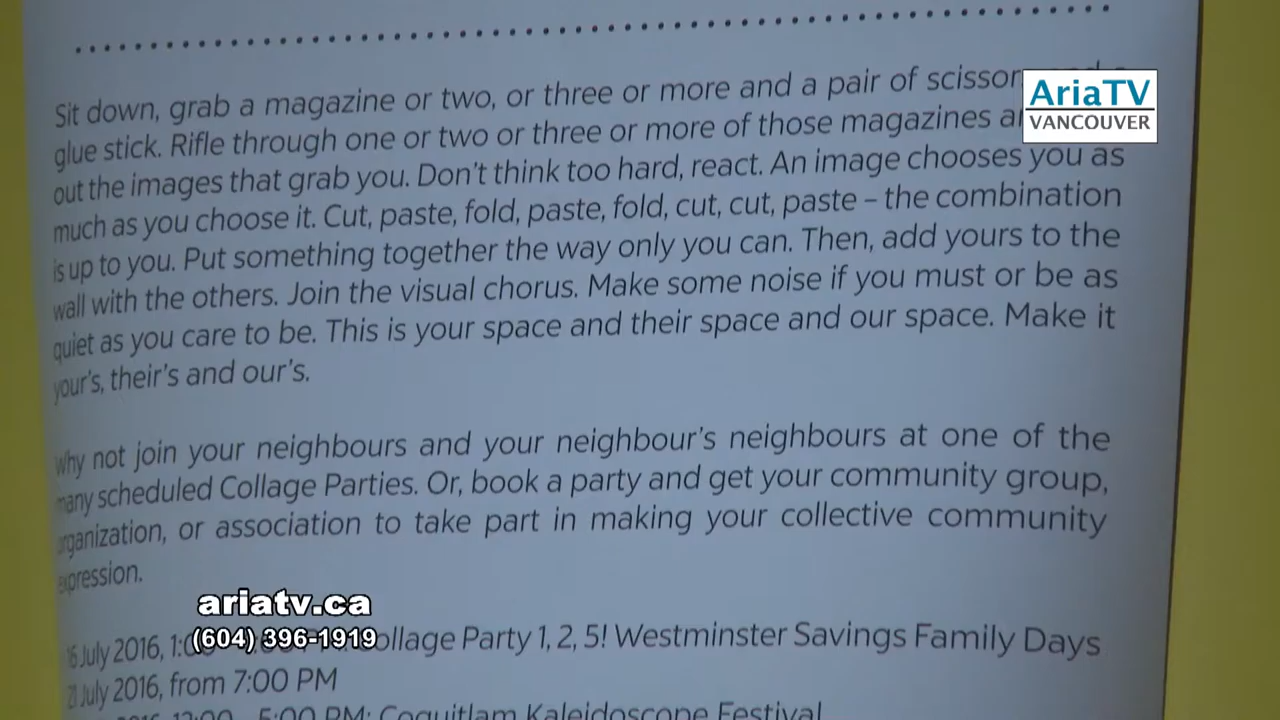 Sit down, grab a magazine or two, or three or more and a pair of
AriaTV
VANCOUVER
glue stick. Rifle through one or two or three or more of those magazines
out the images that grab you. Don't think too hard, react. An image chooses you as
much as you choose it. Cut, paste, fold, paste, fold, cut, cut, paste – the combination
is up to you. Put something together the way only you can. Then, add yours to the
wall with the others. Join the visual chorus. Make some noise if you must or be as
quiet as you care to be. This is your space and their space and our space. Make it
your's, their's and our's.
Why not join your neighbours and your neighbour's neighbours at one of the
many scheduled Collage Parties. Or, book a party and get your community group,
organization, or association to take part in making your collective community
expression.
ariatv.ca
(604) 396-1919
July 2016, Collage Party 1, 2, 5! Westminster Savings Family Days
July 2016, from 7:00 PM
5:00 PM: Coquitlam Kaleidoscope Festival